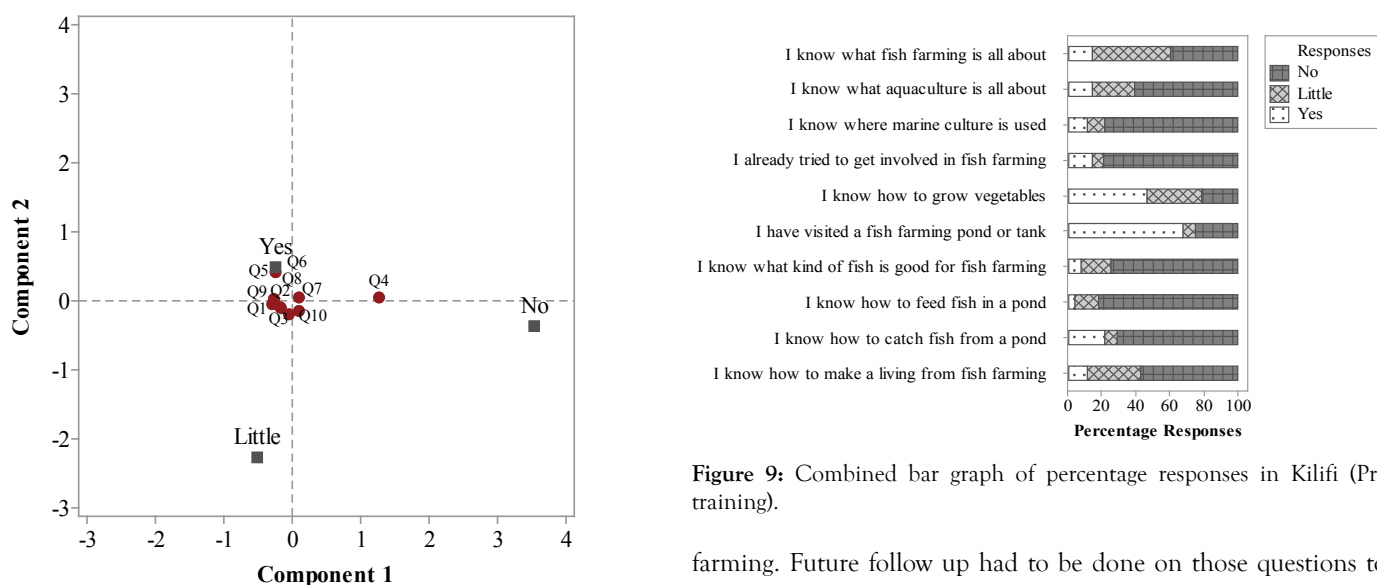 4
3
2
1
0
-1
-2
-3
Component 2
Yes
Q6
Q5
Q8
Q9
Q2
Q7
Q4
Q1
Q3
Q10
No
Little
-3
-2
-1
0
1
2
3
4
Component 1
I know what fish farming is all about
I know what aquaculture is all about
I know where marine culture is used
I already tried to get involved in fish farming
I know how to grow vegetables
I have visited a fish farming pond or tank
I know what kind of fish is good for fish farming
I know how to feed fish in a pond
I know how to catch fish from a pond
I know how to make a living from fish farming
0 20 40 60 80 100
Percentage Responses
Responses
No
Little
Yes
Figure 9: Combined bar graph of percentage responses in Kilifi
training).
farming. Future follow up had to be done on those questions